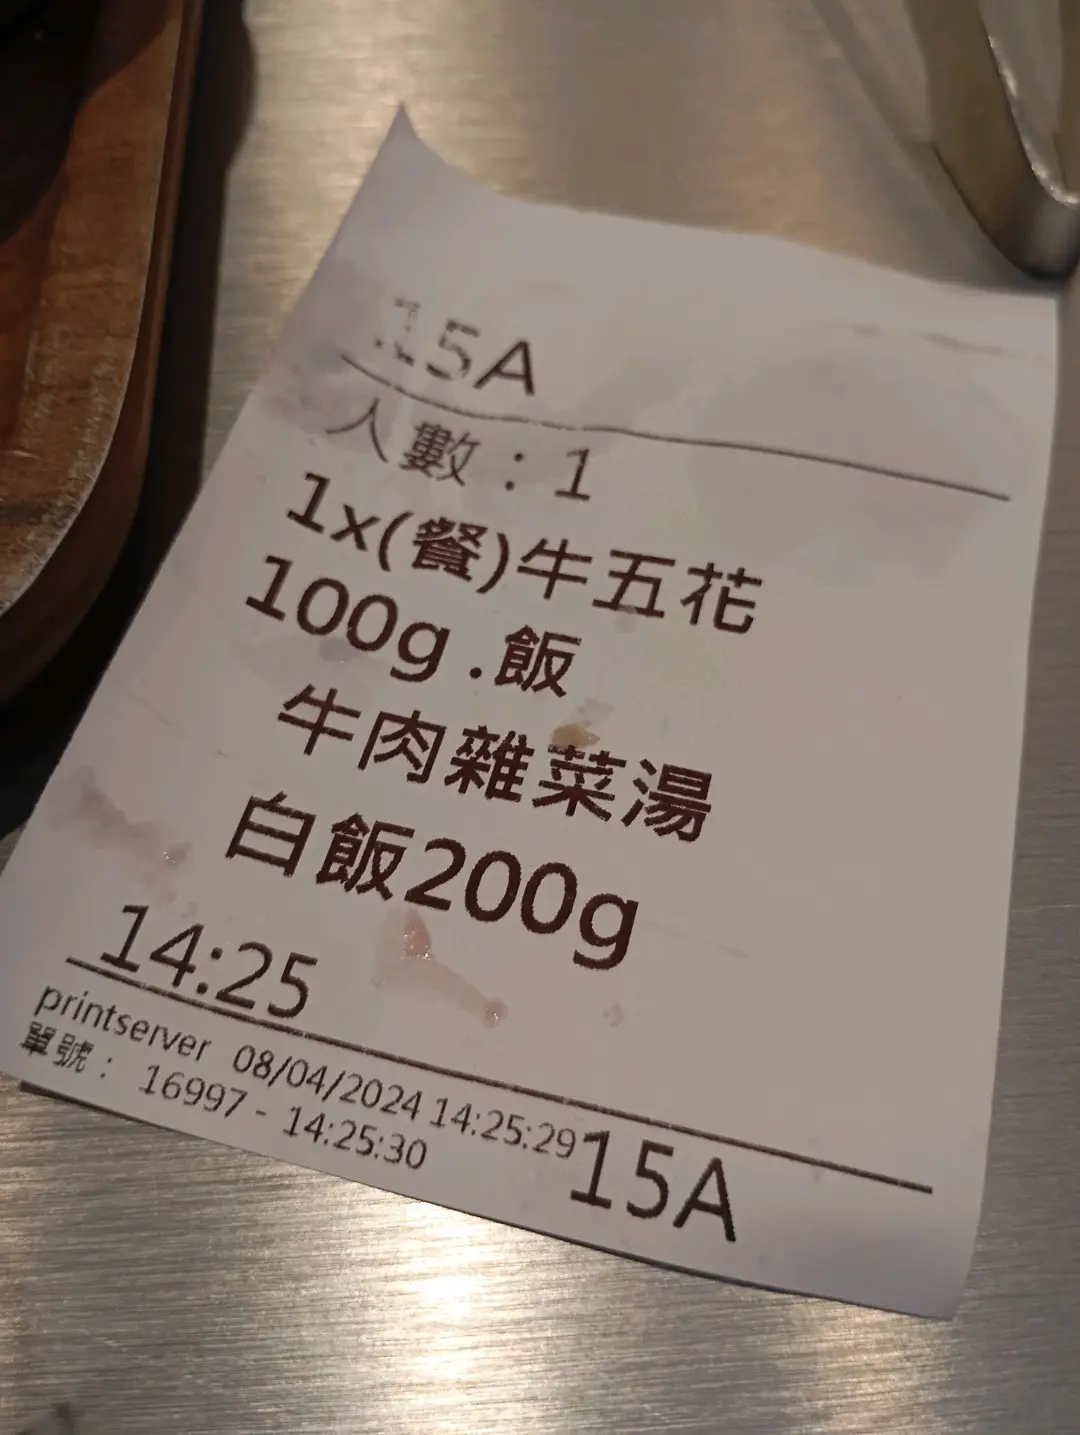 15A
人數：1
1x(餐)牛五花
100g .飯
牛肉雜菜湯
白飯200g
14:25
printserver 08/04/2024 14:25:29
單號： 16997 - 14:25:30
15A